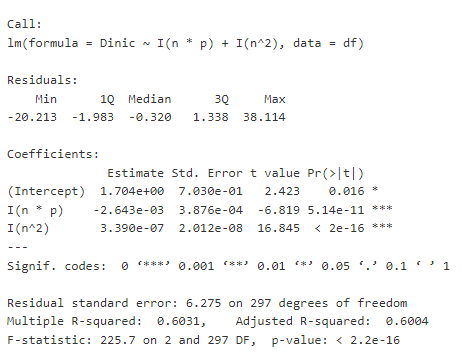 Call:
lm(formula = Dinic ~ I(n * p) + I(n^2), data = df)
Residuals:
    Min      1Q  Median      3Q     Max
-20.213  -1.983  -0.320   1.338  38.114
Coefficients:
              Estimate Std. Error t value Pr(>|t|)
(Intercept)  1.704e+00  7.030e-01   2.423    0.016 *
I(n * p)    -2.643e-03  3.876e-04  -6.819 5.14e-11 ***
I(n^2)       3.390e-07  2.012e-08  16.845  < 2e-16 ***
---
Signif. codes:  0 ‘***’ 0.001 ‘**’ 0.01 ‘*’ 0.05 ‘.’ 0.1 ‘ ’ 1
Residual standard error: 6.275 on 297 degrees of freedom
Multiple R-squared:  0.6031,    Adjusted R-squared:  0.6004
F-statistic: 225.7 on 2 and 297 DF,  p-value: < 2.2e-16